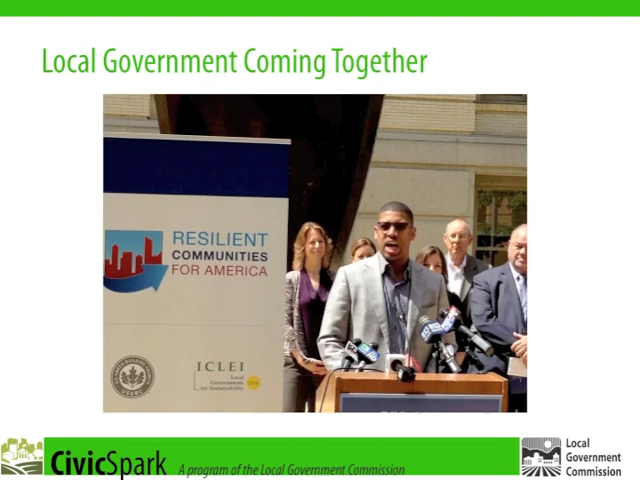 Local Government Coming Together
RESILIENT
COMMUNITIES
FOR AMERICA
ICLEI
Local
Governments
for Sustainability
USA
CivicSpark A program of the Local Government Commission
Local
Government
Commission